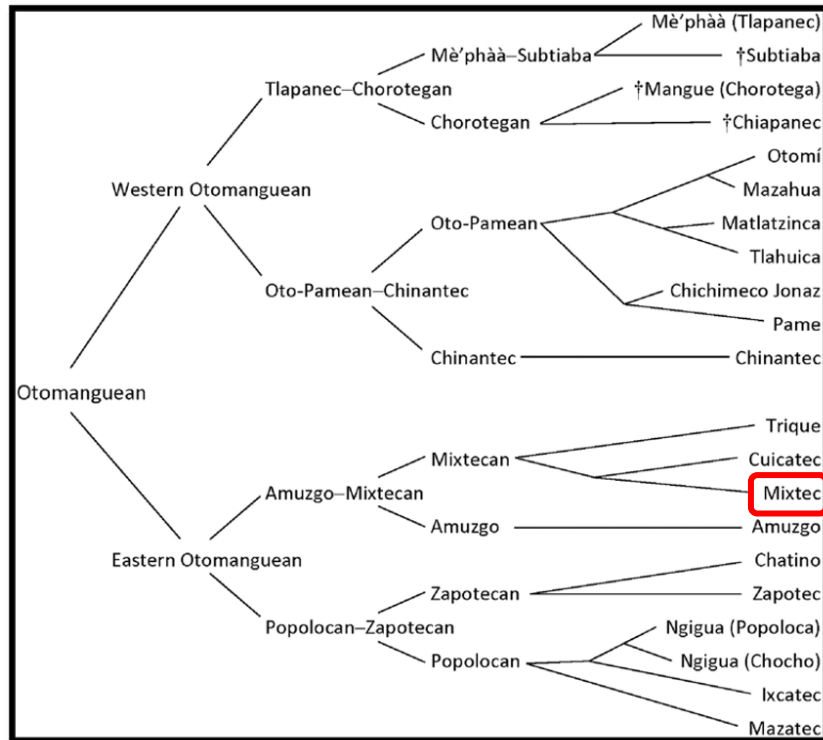 Mè'phàà (Tlapanec)
Mè'phàà–Subtiaba
†Subtiaba
Tlapanec–Chorotegan
†Mangue (Chorotega)
Chorotegan
†Chiapanec
Otomí
Western Otomanguean
Mazahua
Oto-Pamean
Matlatzinca
Tlahuica
Oto-Pamean–Chinantec
Chichimeco Jonaz
Pame
Chinantec
Chinantec
Otomanguean
Trique
Mixtecan
Cuicatec
Amuzgo–Mixtecan
Mixtec
Amuzgo
Amuzgo
Eastern Otomanguean
Chatino
Zapotecan
Zapotec
Popolocan–Zapotecan
Ngigua (Popoloca)
Popolocan
Ngigua (Chocho)
Ixcatec
Mazatec